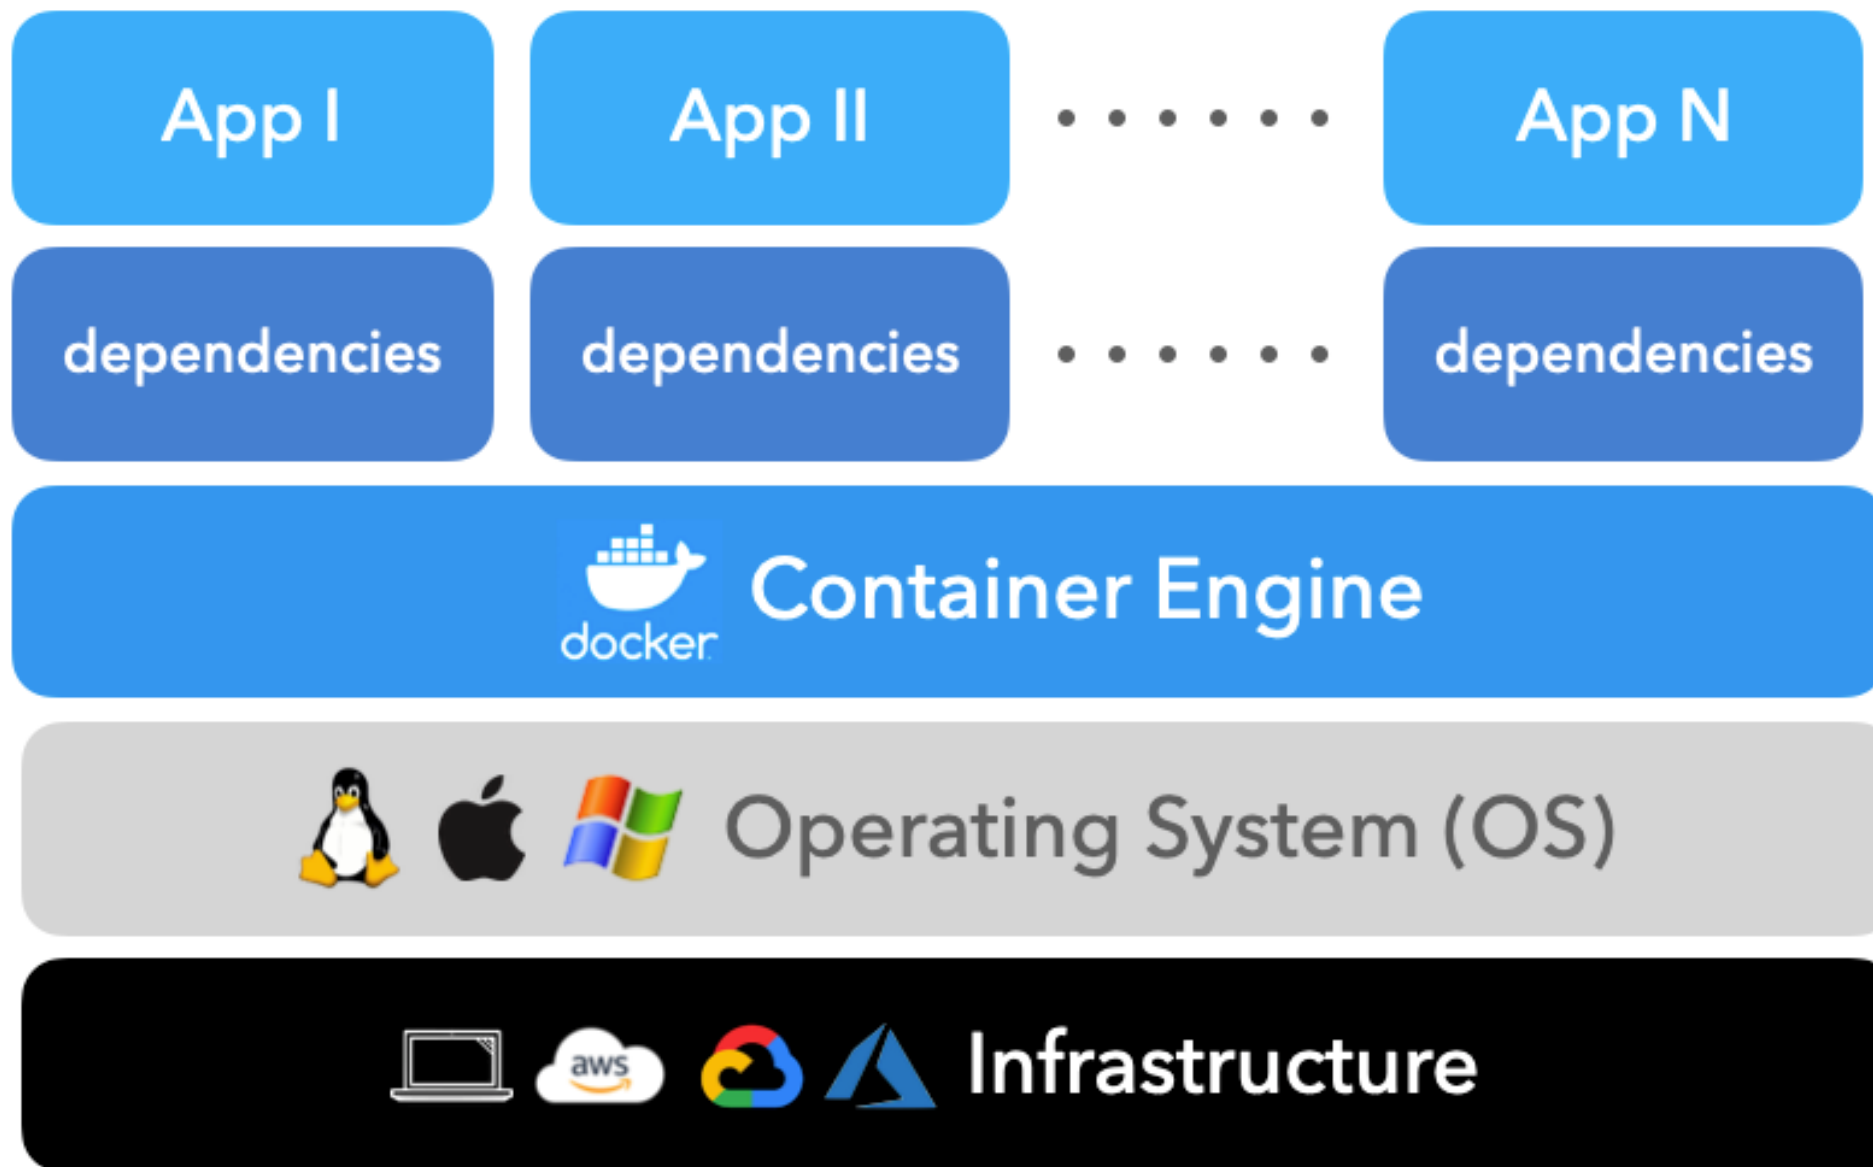 App I
App II
App N
dependencies
dependencies
dependencies
docker
Container Engine
Operating System (OS)
aws
Infrastructure